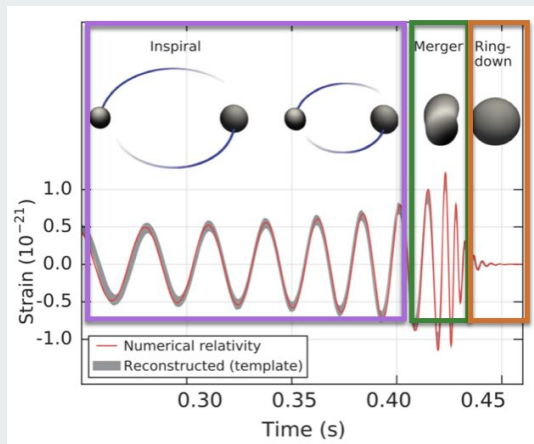 Inspiral
Merger
Ring-
down
1.0
0.5
0.0
-0.5
-1.0
Strain (10⁻²¹)
Numerical relativity
Reconstructed (template)
0.30
0.35
0.40
0.45
Time (s)